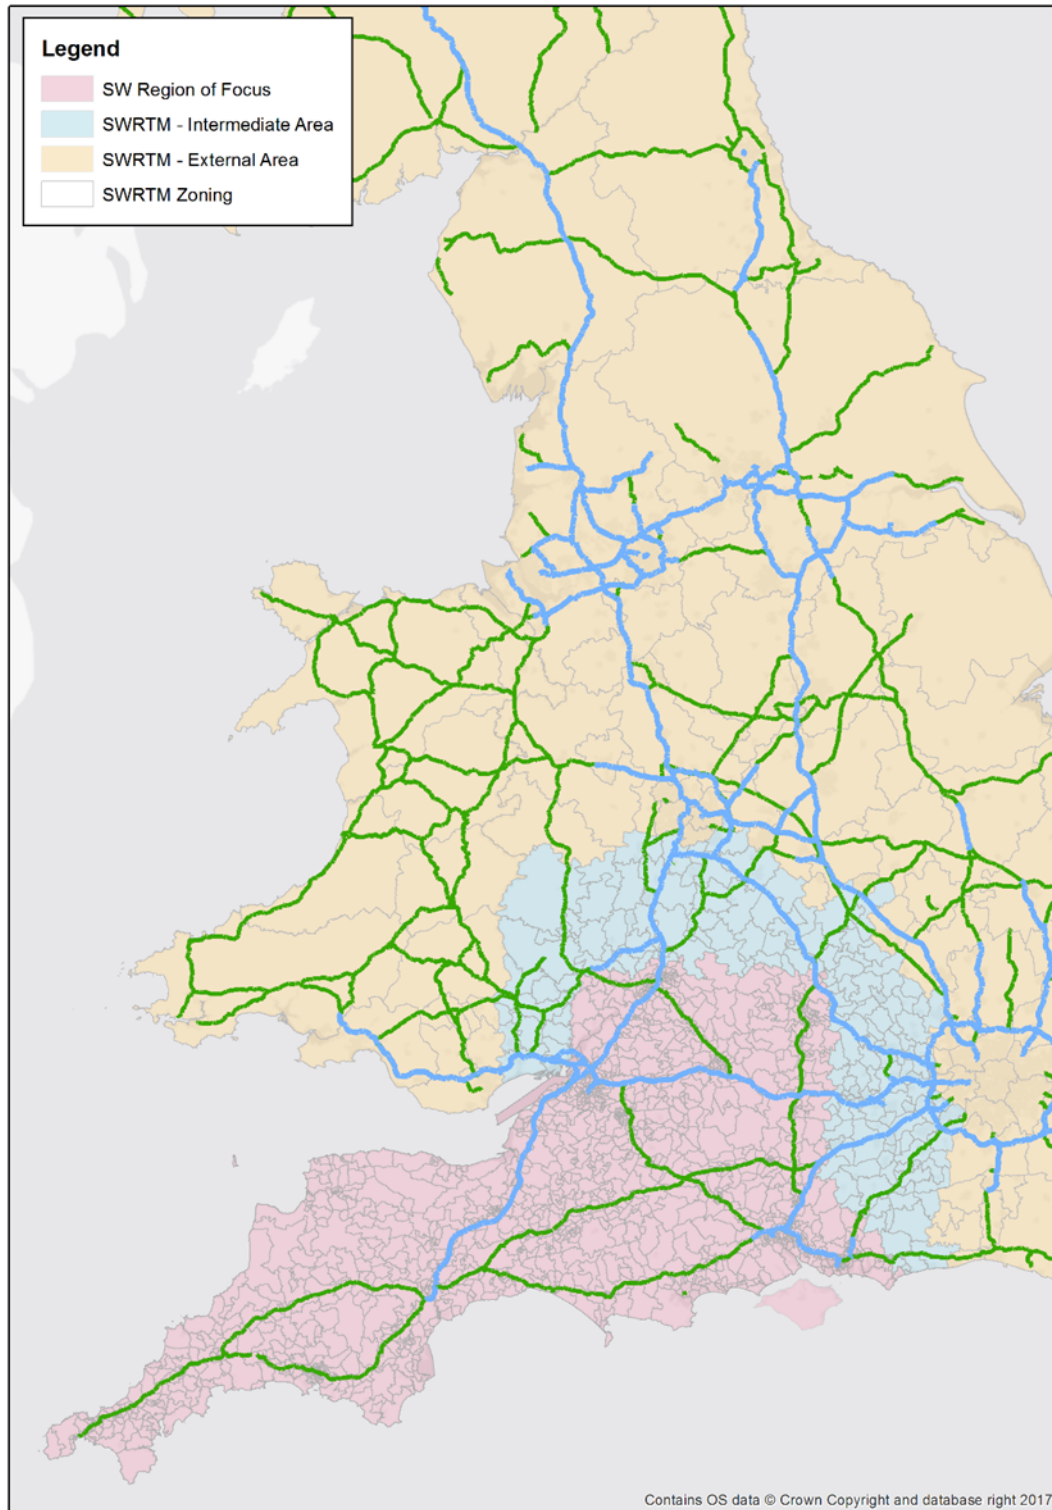 Legend
SW Region of Focus
SWRTM - Intermediate Area
SWRTM - External Area
SWRTM Zoning
Contains OS data © Crown Copyright and database right 2017